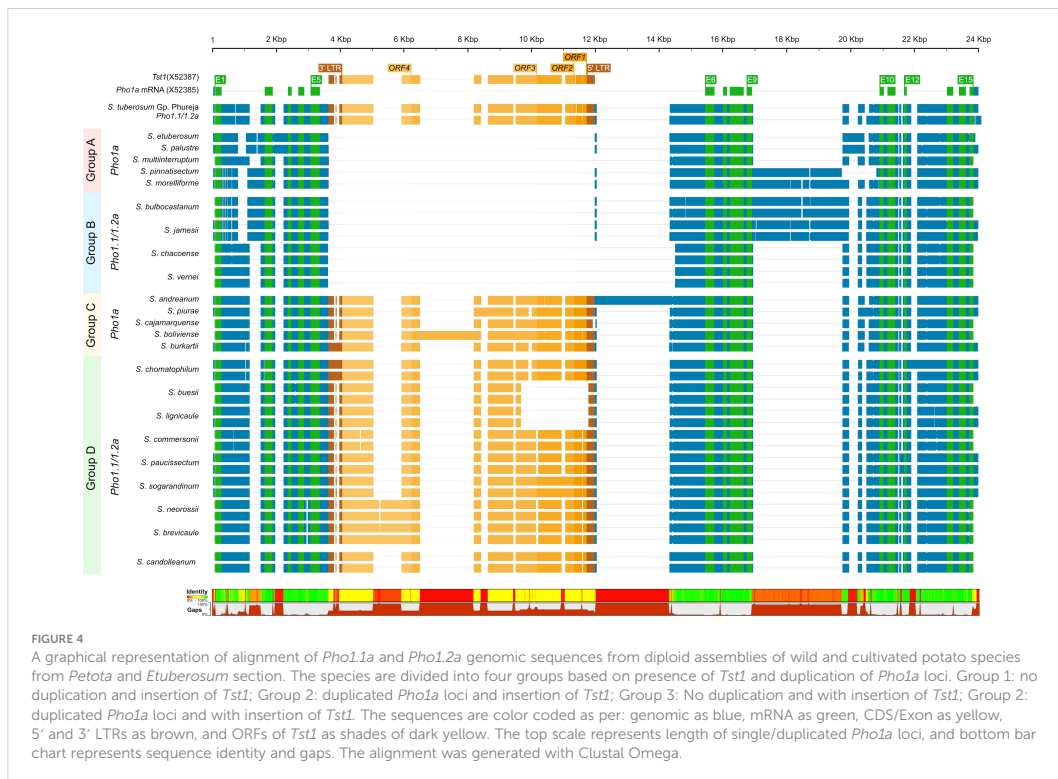 1 2 Kbp 4 Kbp 6 Kbp 8 Kbp 10 Kbp 12 Kbp 14 Kbp 16 Kbp 18 Kbp 20 Kbp 22 Kbp 24 Kbp
ORF1
5' LTR ORF4 ORF3 ORF2 5' LTR
Tst1(X52387) E1 E5 E6 E9 E10 E12 E15
Pho1a mRNA (X52385)
S. tuberosum Gp. Phureja
Pho1.1/1.2a
Group A
Pho1a
S. etuberosum
S. palustre
S. multiinterruptum
S. pinnatisectum
S. morelliforme
Group B
Pho1.1/1.2a
S. bulbocastanum
S. jamesii
S. chacoense
S. vernei
Group C
Pho1a
S. andreanum
S. piurae
S. cajamarquense
S. boliviense
S. burkartii
Group D
Pho1.1/1.2a
S. chomatophilum
S. buesii
S. lignicaule
S. commersonii
S. paucissectum
S. sogarandinum
S. neorossii
S. brevicaule
S. candolleanum
Identity
0% - 100%
100%
Gaps
0%
FIGURE 4
A graphical representation of alignment of Pho1.1a and Pho1.2a genomic sequences from diploid assemblies of wild and cultivated potato species
from Petota and Etuberosum section. The species are divided into four groups based on presence of Tst1 and duplication of Pho1a loci. Group 1: no
duplication and insertion of Tst1; Group 2: duplicated Pho1a loci and insertion of Tst1; Group 3: No duplication and with insertion of Tst1; Group 2:
duplicated Pho1a loci and with insertion of Tst1. The sequences are color coded as per: genomic as blue, mRNA as green, CDS/Exon as yellow,
5′ and 3′ LTRs as brown, and ORFs of Tst1 as shades of dark yellow. The top scale represents length of single/duplicated Pho1a loci, and bottom bar
chart represents sequence identity and gaps. The alignment was generated with Clustal Omega.